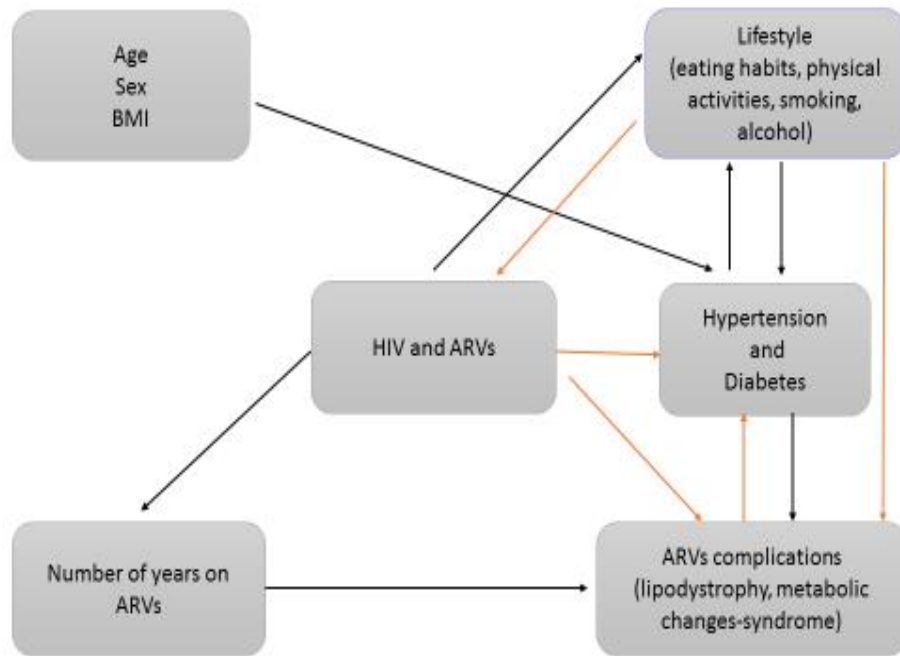 Age
Sex
BMI
Lifestyle
(eating habits, physical
activities, smoking,
alcohol)
HIV and ARVs
Hypertension
and
Diabetes
Number of years on
ARVs
ARVs complications
(lipodystrophy, metabolic
changes-syndrome)